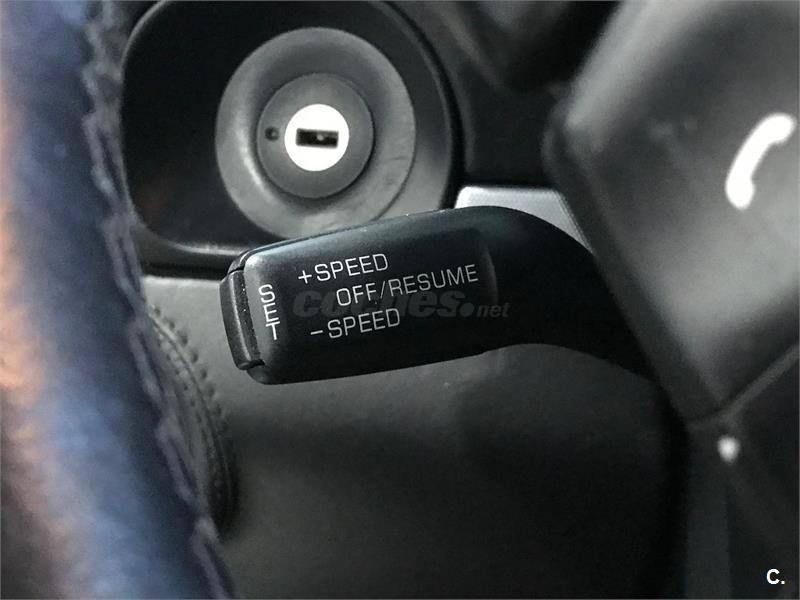 +SPEED
OFF/RESUME
-SPEED
SET
coches.net
C.